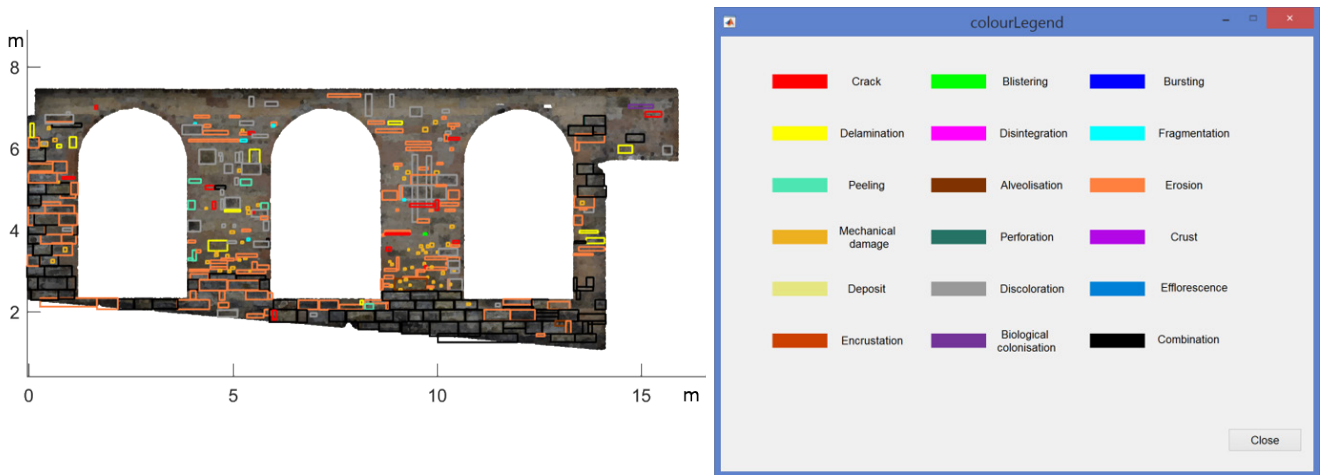 m
8
6
4
2
0
5
10
15
m
colourLegend
Crack
Blistering
Bursting
Delamination
Disintegration
Fragmentation
Peeling
Alveolisation
Erosion
Mechanical
damage
Perforation
Crust
Deposit
Discoloration
Efflorescence
Encrustation
Biological
colonisation
Combination
Close